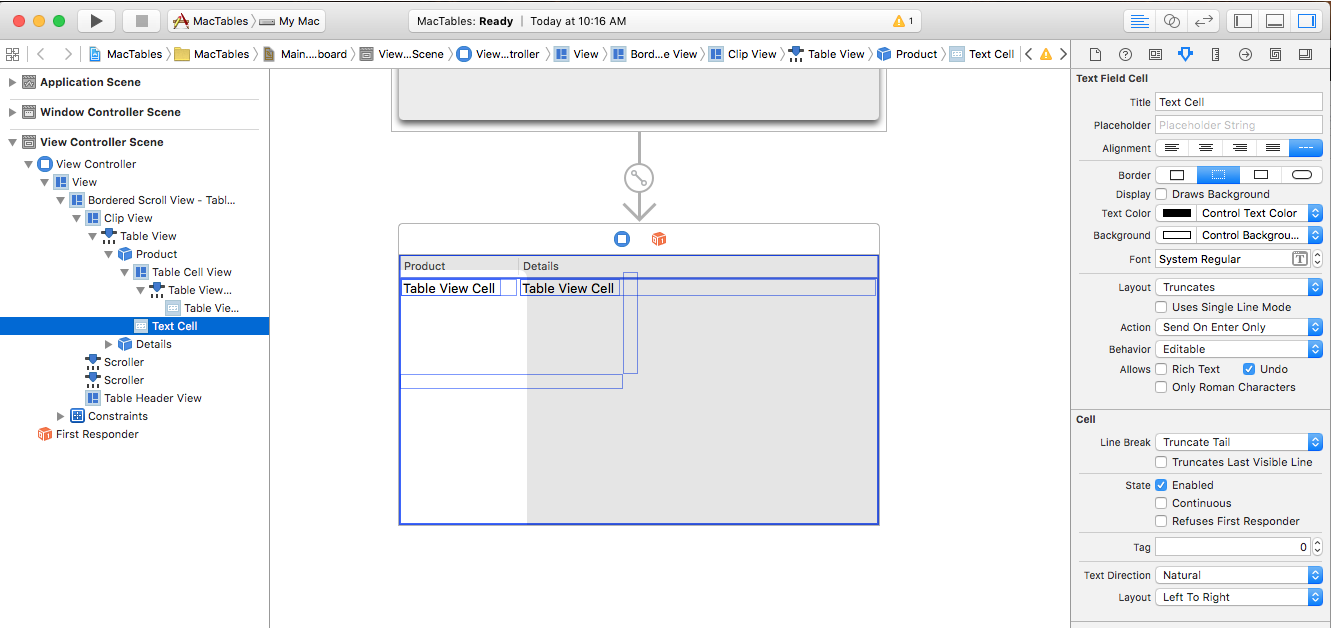 MacTables
My Mac
MacTables: Ready | Today at 10:16 AM
1
MacTables
MacTables
Main....board
View...Scene
View...troller
View
Bord...e View
Clip View
Table View
Product
Text Cell
Application Scene
Window Controller Scene
View Controller Scene
View Controller
View
Bordered Scroll View - Tabl...
Clip View
Table View
Product
Table Cell View
Table View...
Table Vie...
Text Cell
Details
Scroller
Scroller
Table Header View
Constraints
First Responder
Product
Details
Table View Cell
Table View Cell
Text Field Cell
Title Text Cell
Placeholder Placeholder String
Alignment
Border
Display Draws Background
Text Color Control Text Color
Background Control Backgrou...
Font System Regular T
Layout Truncates
Uses Single Line Mode
Action Send On Enter Only
Behavior Editable
Allows Rich Text Undo
Only Roman Characters
Cell
Line Break Truncate Tail
Truncates Last Visible Line
State Enabled
Continuous
Refuses First Responder
Tag 0
Text Direction Natural
Layout Left To Right